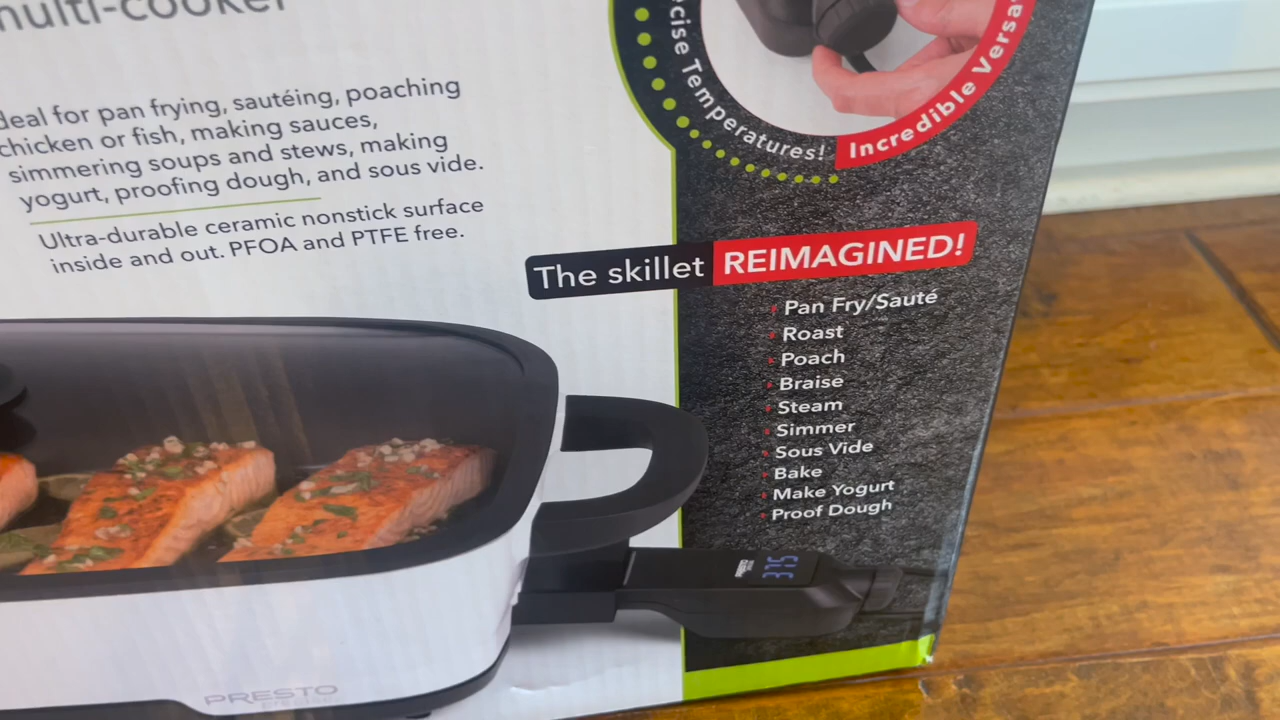 multi-cooker
deal for pan frying, sautéing, poaching
chicken or fish, making sauces,
simmering soups and stews, making
yogurt, proofing dough, and sous vide.
Ultra-durable ceramic nonstick surface
inside and out. PFOA and PTFE free.
cise Temperatures!
Incredible Versa
The skillet REIMAGINED!
Pan Fry/Sauté
Roast
Poach
Braise
Steam
Simmer
Sous Vide
Bake
Make Yogurt
Proof Dough
PRESTO